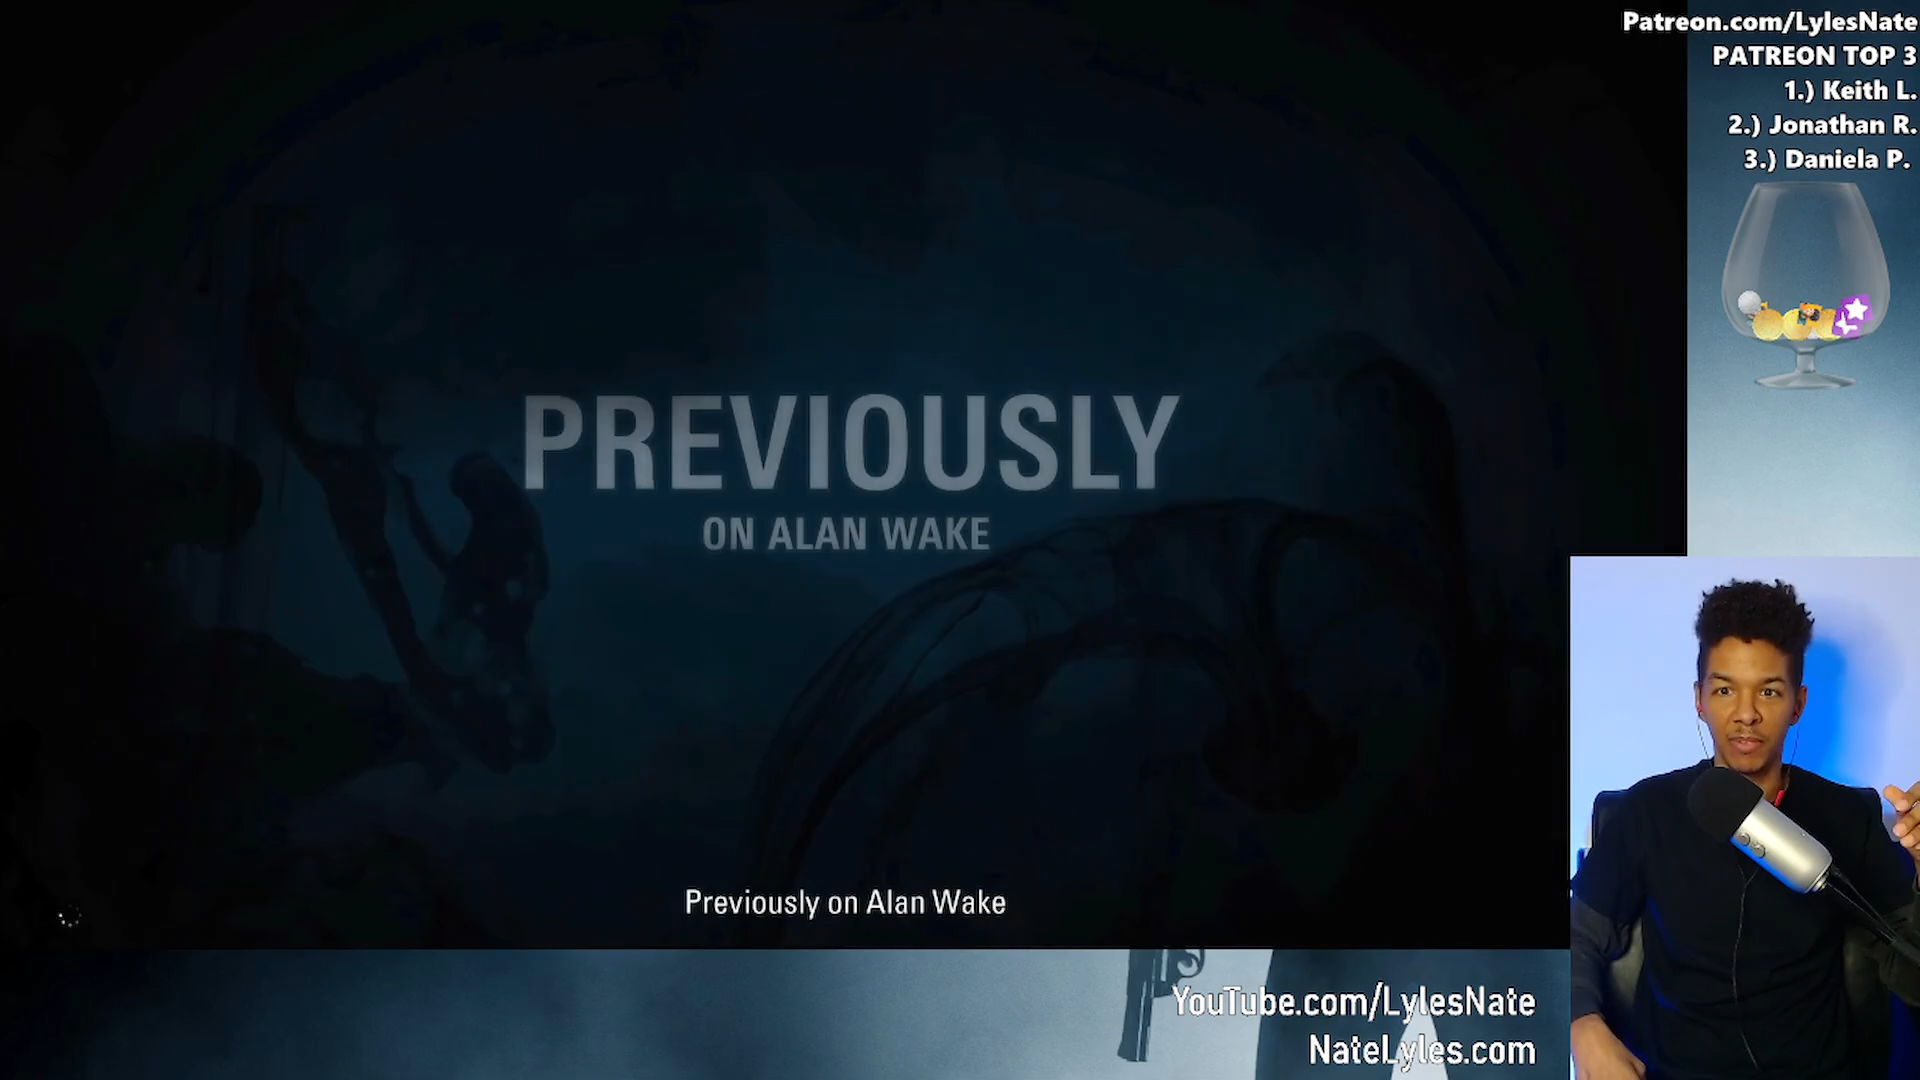 Patreon.com/LylesNate
PATREON TOP 3
1.) Keith L.
2.) Jonathan R.
3.) Daniela P.
PREVIOUSLY
ON ALAN WAKE
Previously on Alan Wake
YouTube.com/LylesNate
NateLyles.com